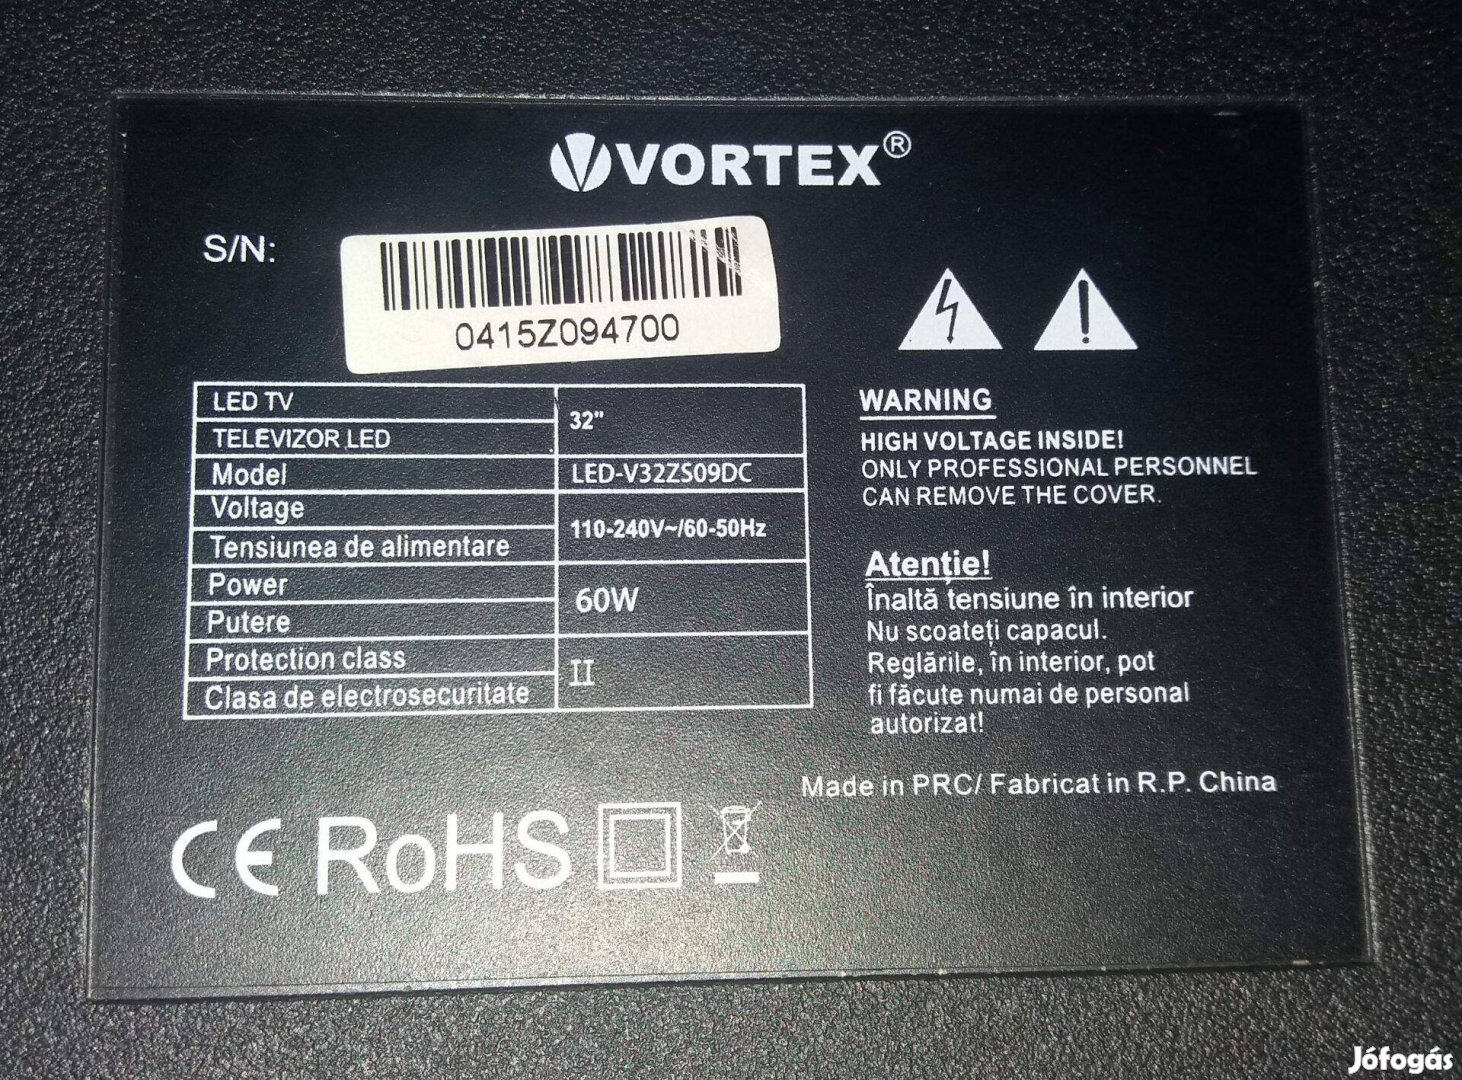 VORTEX®
S/N:
0415Z094700
LED TV
TELEVIZOR LED
32"
Model
LED-V32ZS09DC
Voltage
Tensiunea de alimentare
110-240V~/60-50Hz
Power
Putere
60W
Protection class
Clasa de electrosecuritate
II
WARNING
HIGH VOLTAGE INSIDE!
ONLY PROFESSIONAL PERSONNEL
CAN REMOVE THE COVER.
Atenţie!
Înaltă tensiune în interior
Nu scoateţi capacul.
Reglările, în interior, pot
fi făcute numai de personal
autorizat!
Made in PRC/ Fabricat in R.P. China
CE RoHS
Jófogás